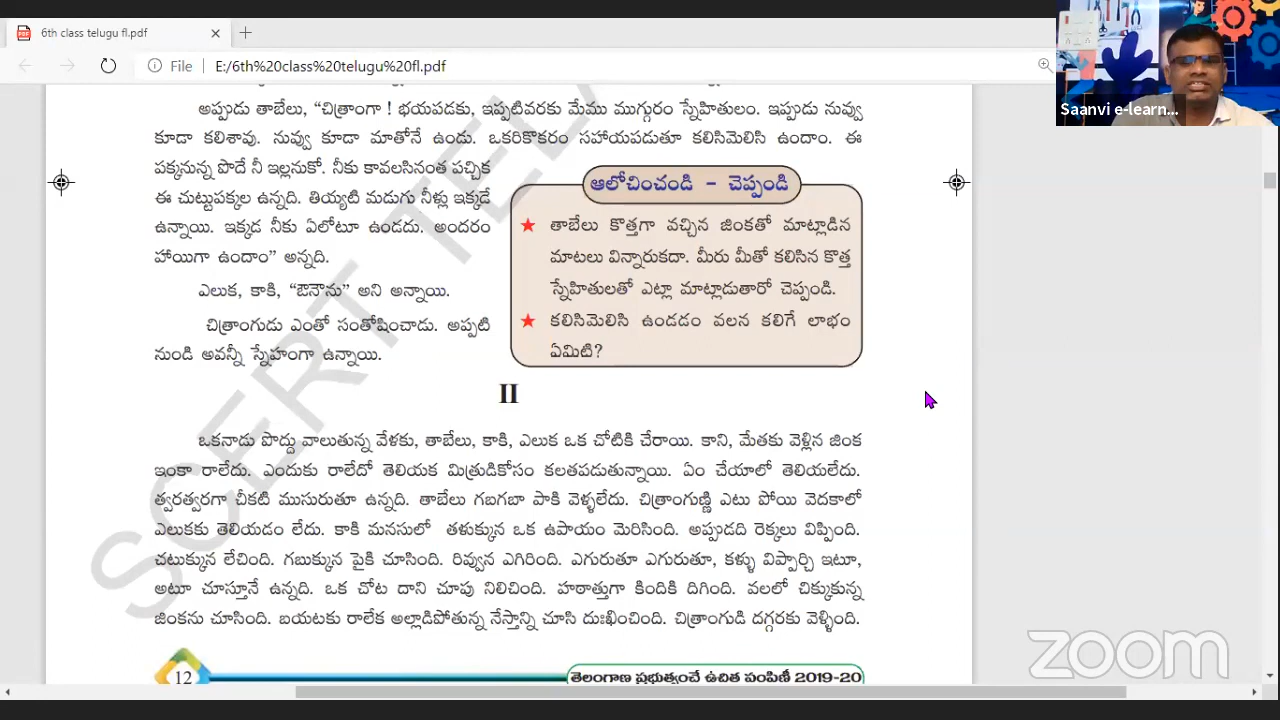 6th class telugu fl.pdf
File
E:/6th%20class%20telugu%20fl.pdf
Saanvi e-learn...
అప్పుడు తాబేలు, “చిత్రాంగా ! భయపడకు, ఇప్పటివరకు మేము ముగ్గురం స్నేహితులం. ఇప్పుడు నువ్వు
కూడా కలిశావు. నువ్వు కూడా మాతోనే ఉండు. ఒకరికొకరం సహాయపడుతూ కలిసిమెలిసి ఉందాం. ఈ
పక్కనున్న పొదే నీ ఇల్లనుకో. నీకు కావలసినంత పచ్చిక
ఈ చుట్టుపక్కల ఉన్నది. తియ్యటి మడుగు నీళ్లు ఇక్కడే
ఉన్నాయి. ఇక్కడ నీకు ఏలోటూ ఉండదు. అందరం
హాయిగా ఉందాం” అన్నది.
ఎలుక, కాకి, “ఔనౌను” అని అన్నాయి.
చిత్రాంగుడు ఎంతో సంతోషించాడు. అప్పటి
నుండి అవన్నీ స్నేహంగా ఉన్నాయి.
ఆలోచించండి - చెప్పండి
★ తాబేలు కొత్తగా వచ్చిన జింకతో మాట్లాడిన
మాటలు విన్నారుకదా. మీరు మీతో కలిసిన కొత్త
స్నేహితులతో ఎట్లా మాట్లాడుతారో చెప్పండి.
★ కలిసిమెలిసి ఉండడం వలన కలిగే లాభం
ఏమిటి?
II
ఒకనాడు పొద్దు వాలుతున్న వేళకు, తాబేలు, కాకి, ఎలుక ఒక చోటికి చేరాయి. కాని, మేతకు వెళ్లిన జింక
ఇంకా రాలేదు. ఎందుకు రాలేదో తెలియక మిత్రుడికోసం కలతపడుతున్నాయి. ఏం చేయాలో తెలియలేదు.
త్వరత్వరగా చీకటి ముసురుతూ ఉన్నది. తాబేలు గబగబా పాకి వెళ్ళలేదు. చిత్రాంగుణ్ణి ఎటు పోయి వెదకాలో
ఎలుకకు తెలియడం లేదు. కాకి మనసులో తళుక్కున ఒక ఉపాయం మెరిసింది. అప్పుడది రెక్కలు విప్పింది.
చటుక్కున లేచింది. గబుక్కున పైకి చూసింది. రివ్వున ఎగిరింది. ఎగురుతూ ఎగురుతూ, కళ్ళు విప్పార్చి ఇటూ,
అటూ చూస్తూనే ఉన్నది. ఒక చోట దాని చూపు నిలిచింది. హఠాత్తుగా కిందికి దిగింది. వలలో చిక్కుకున్న
జింకను చూసింది. బయటకు రాలేక అల్లాడిపోతున్న నేస్తాన్ని చూసి దుఃఖించింది. చిత్రాంగుడి దగ్గరకు వెళ్ళింది.
12
తెలంగాణ ప్రభుత్వంచే ఉచిత పంపిణీ 2019-20
SCERT TELA
zoom